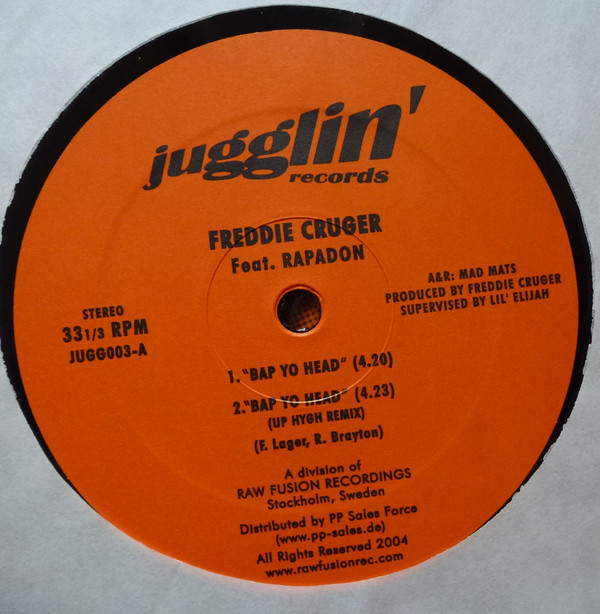 jugglin'
records
FREDDIE CRUGER
Feat. RAPADON
A&R: MAD MATS
PRODUCED BY FREDDIE CRUGER
SUPERVISED BY LIL' ELIJAH
STEREO
33 1/3 RPM
JUGG003-A
1. "BAP YO HEAD" (4.20)
2. "BAP YO HEAD" (4.23)
(UP HYGH REMIX)
(F. Lager, R. Brayton)
A division of
RAW FUSION RECORDINGS
Stockholm, Sweden
Distributed by PP Sales Force
(www.pp-sales.de)
All Rights Reserved 2004
www.rawfusionrec.com